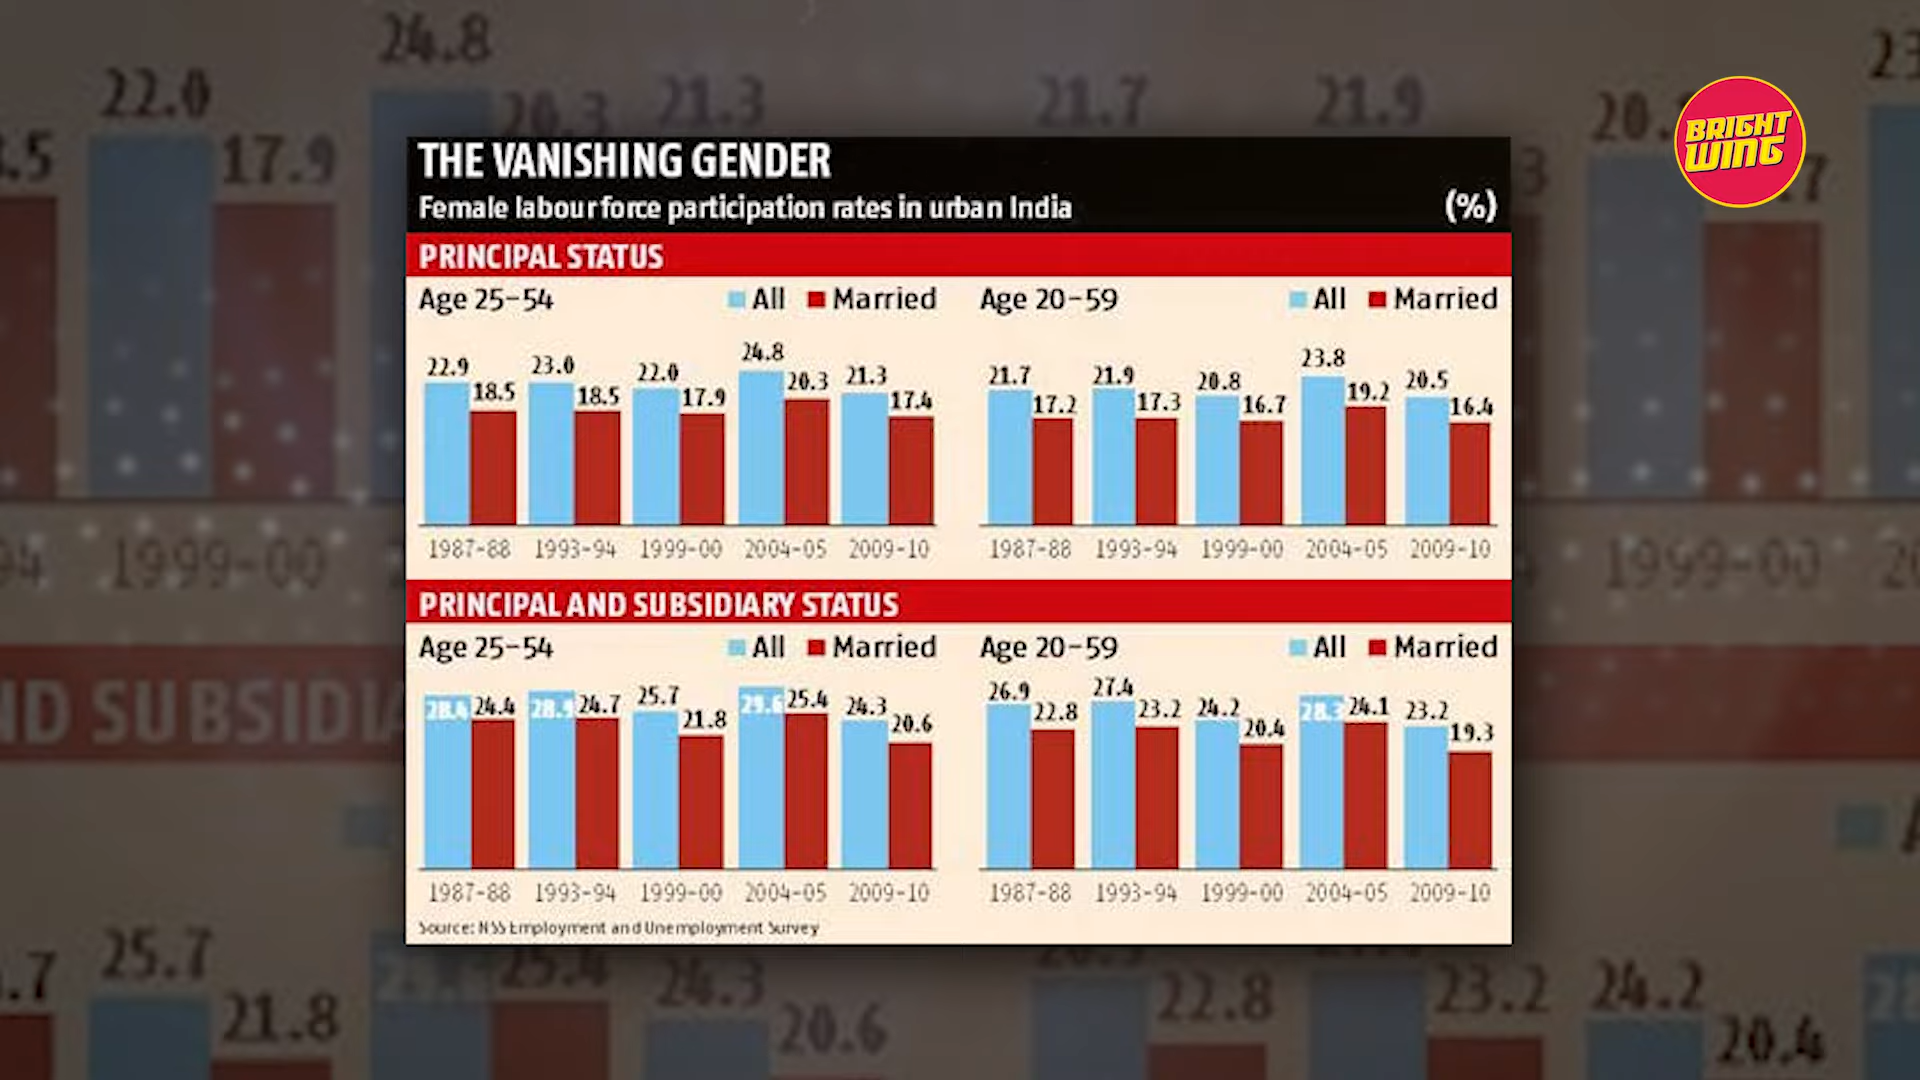 BRIGHT
WING
THE VANISHING GENDER
Female labour force participation rates in urban India (%)
PRINCIPAL STATUS
Age 25-54 All Married Age 20-59 All Married
22.9 18.5 23.0 18.5 22.0 17.9 24.8 20.3 21.3 17.4 21.7 17.2 21.9 17.3 20.8 16.7 23.8 19.2 20.5 16.4
1987-88 1993-94 1999-00 2004-05 2009-10 1987-88 1993-94 1999-00 2004-05 2009-10
PRINCIPAL AND SUBSIDIARY STATUS
Age 25-54 All Married Age 20-59 All Married
28.4 24.4 28.9 24.7 25.7 21.8 29.6 25.4 24.3 20.6 26.9 22.8 27.4 23.2 24.2 20.4 28.3 24.1 23.2 19.3
1987-88 1993-94 1999-00 2004-05 2009-10 1987-88 1993-94 1999-00 2004-05 2009-10
Source: NSS Employment and Unemployment Survey